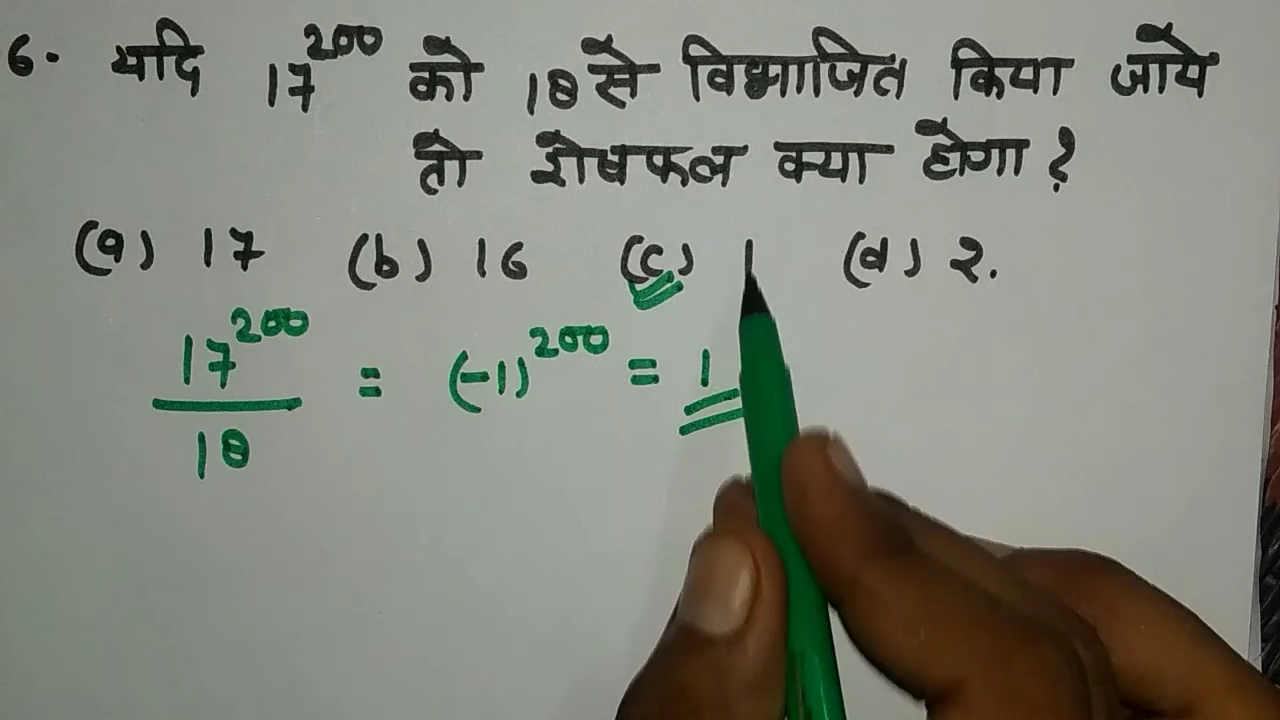 6. यदि 17^200 को 18 से विभाजित किया जाये
तो शेषफल क्या होगा ?
(a) 17 (b) 16 (c) 1 (d) 2.
17^200 / 18 = (-1)^200 = 1